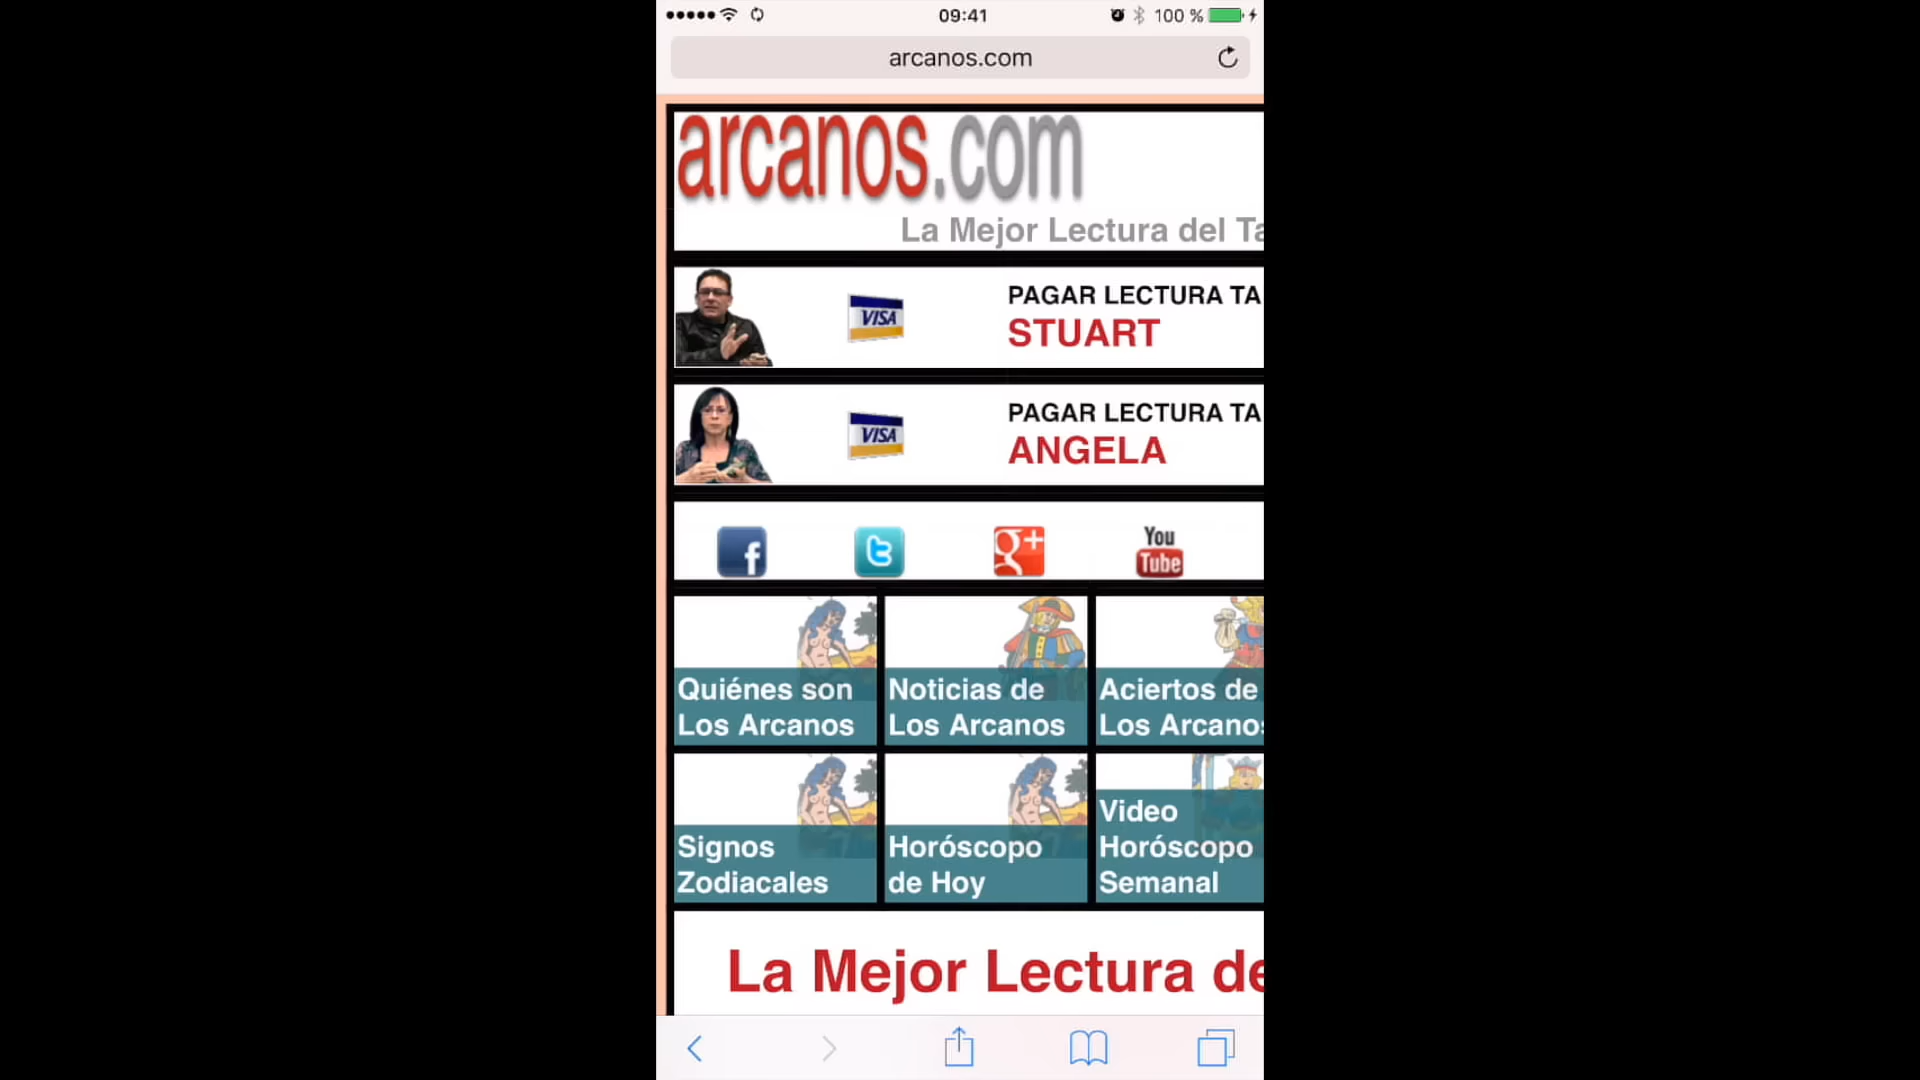 09:41
100 %
arcanos.com
arcanos.com
La Mejor Lectura del Ta
VISA
PAGAR LECTURA TA
STUART
VISA
PAGAR LECTURA TA
ANGELA
f
t
g+
You
Tube
Quiénes son
Los Arcanos
Noticias de
Los Arcanos
Aciertos de
Los Arcanos
Signos
Zodiacales
Horóscopo
de Hoy
Video
Horóscopo
Semanal
La Mejor Lectura de